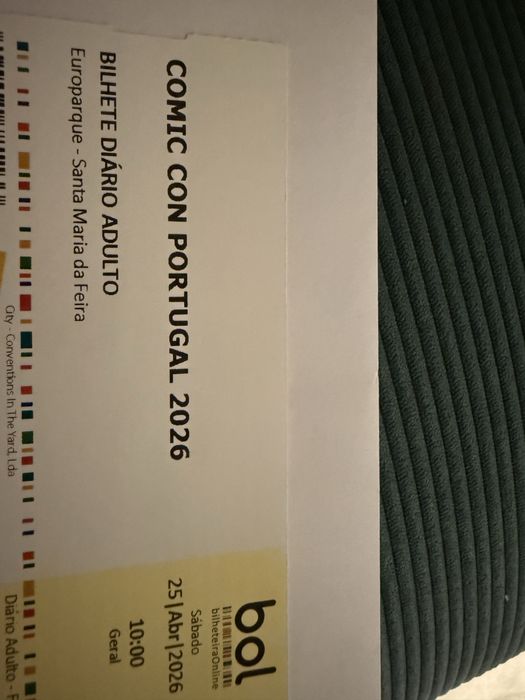 COMIC CON PORTUGAL 2026
BILHETE DIÁRIO ADULTO
Europarque - Santa Maria da Feira
City - Conventions In The Yard, Lda
bol
bilheteiraOnline
Sábado
25|Abr|2026
10:00
Geral
Diário Adulto -